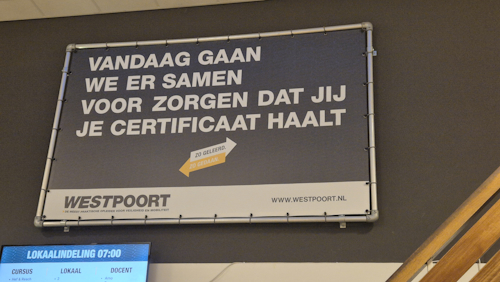 VANDAAG GAAN
WE ER SAMEN
VOOR ZORGEN DAT JIJ
JE CERTIFICAAT HAALT
ZO GELEERD,
WESTPOORT
WWW.WESTPOORT.NL
LOKAALINDELING 07:00
CURSUS LOKAAL DOCENT